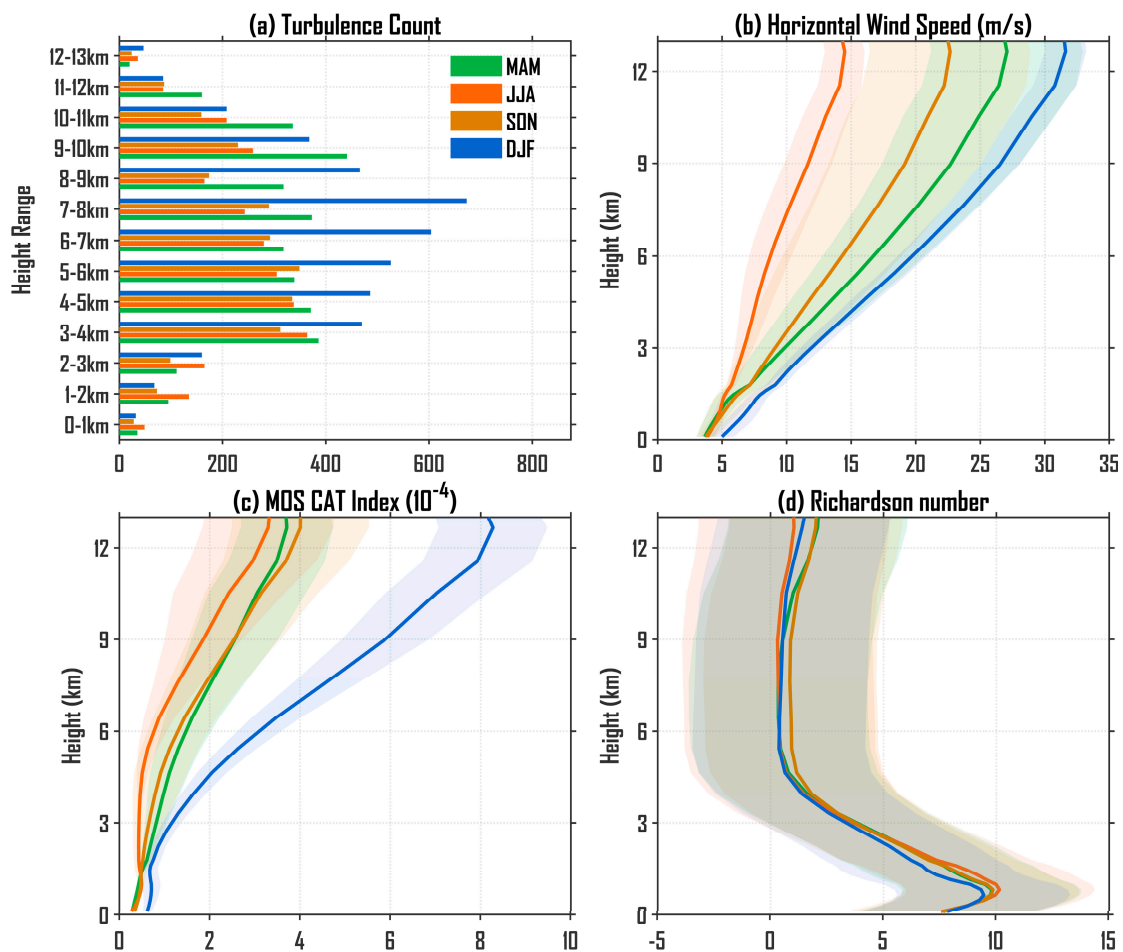 (a) Turbulence Count
Height Range
12-13km
11-12km
10-11km
9-10km
8-9km
7-8km
6-7km
5-6km
4-5km
3-4km
2-3km
1-2km
0-1km
0 200 400 600 800
MAM
JJA
SON
DJF
(b) Horizontal Wind Speed (m/s)
Height (km)
12
9
6
3
0
0 5 10 15 20 25 30 35
(c) MOS CAT Index (10-4)
Height (km)
12
9
6
3
0
0 2 4 6 8 10
(d) Richardson number
Height (km)
12
9
6
3
0
-5 0 5 10 15